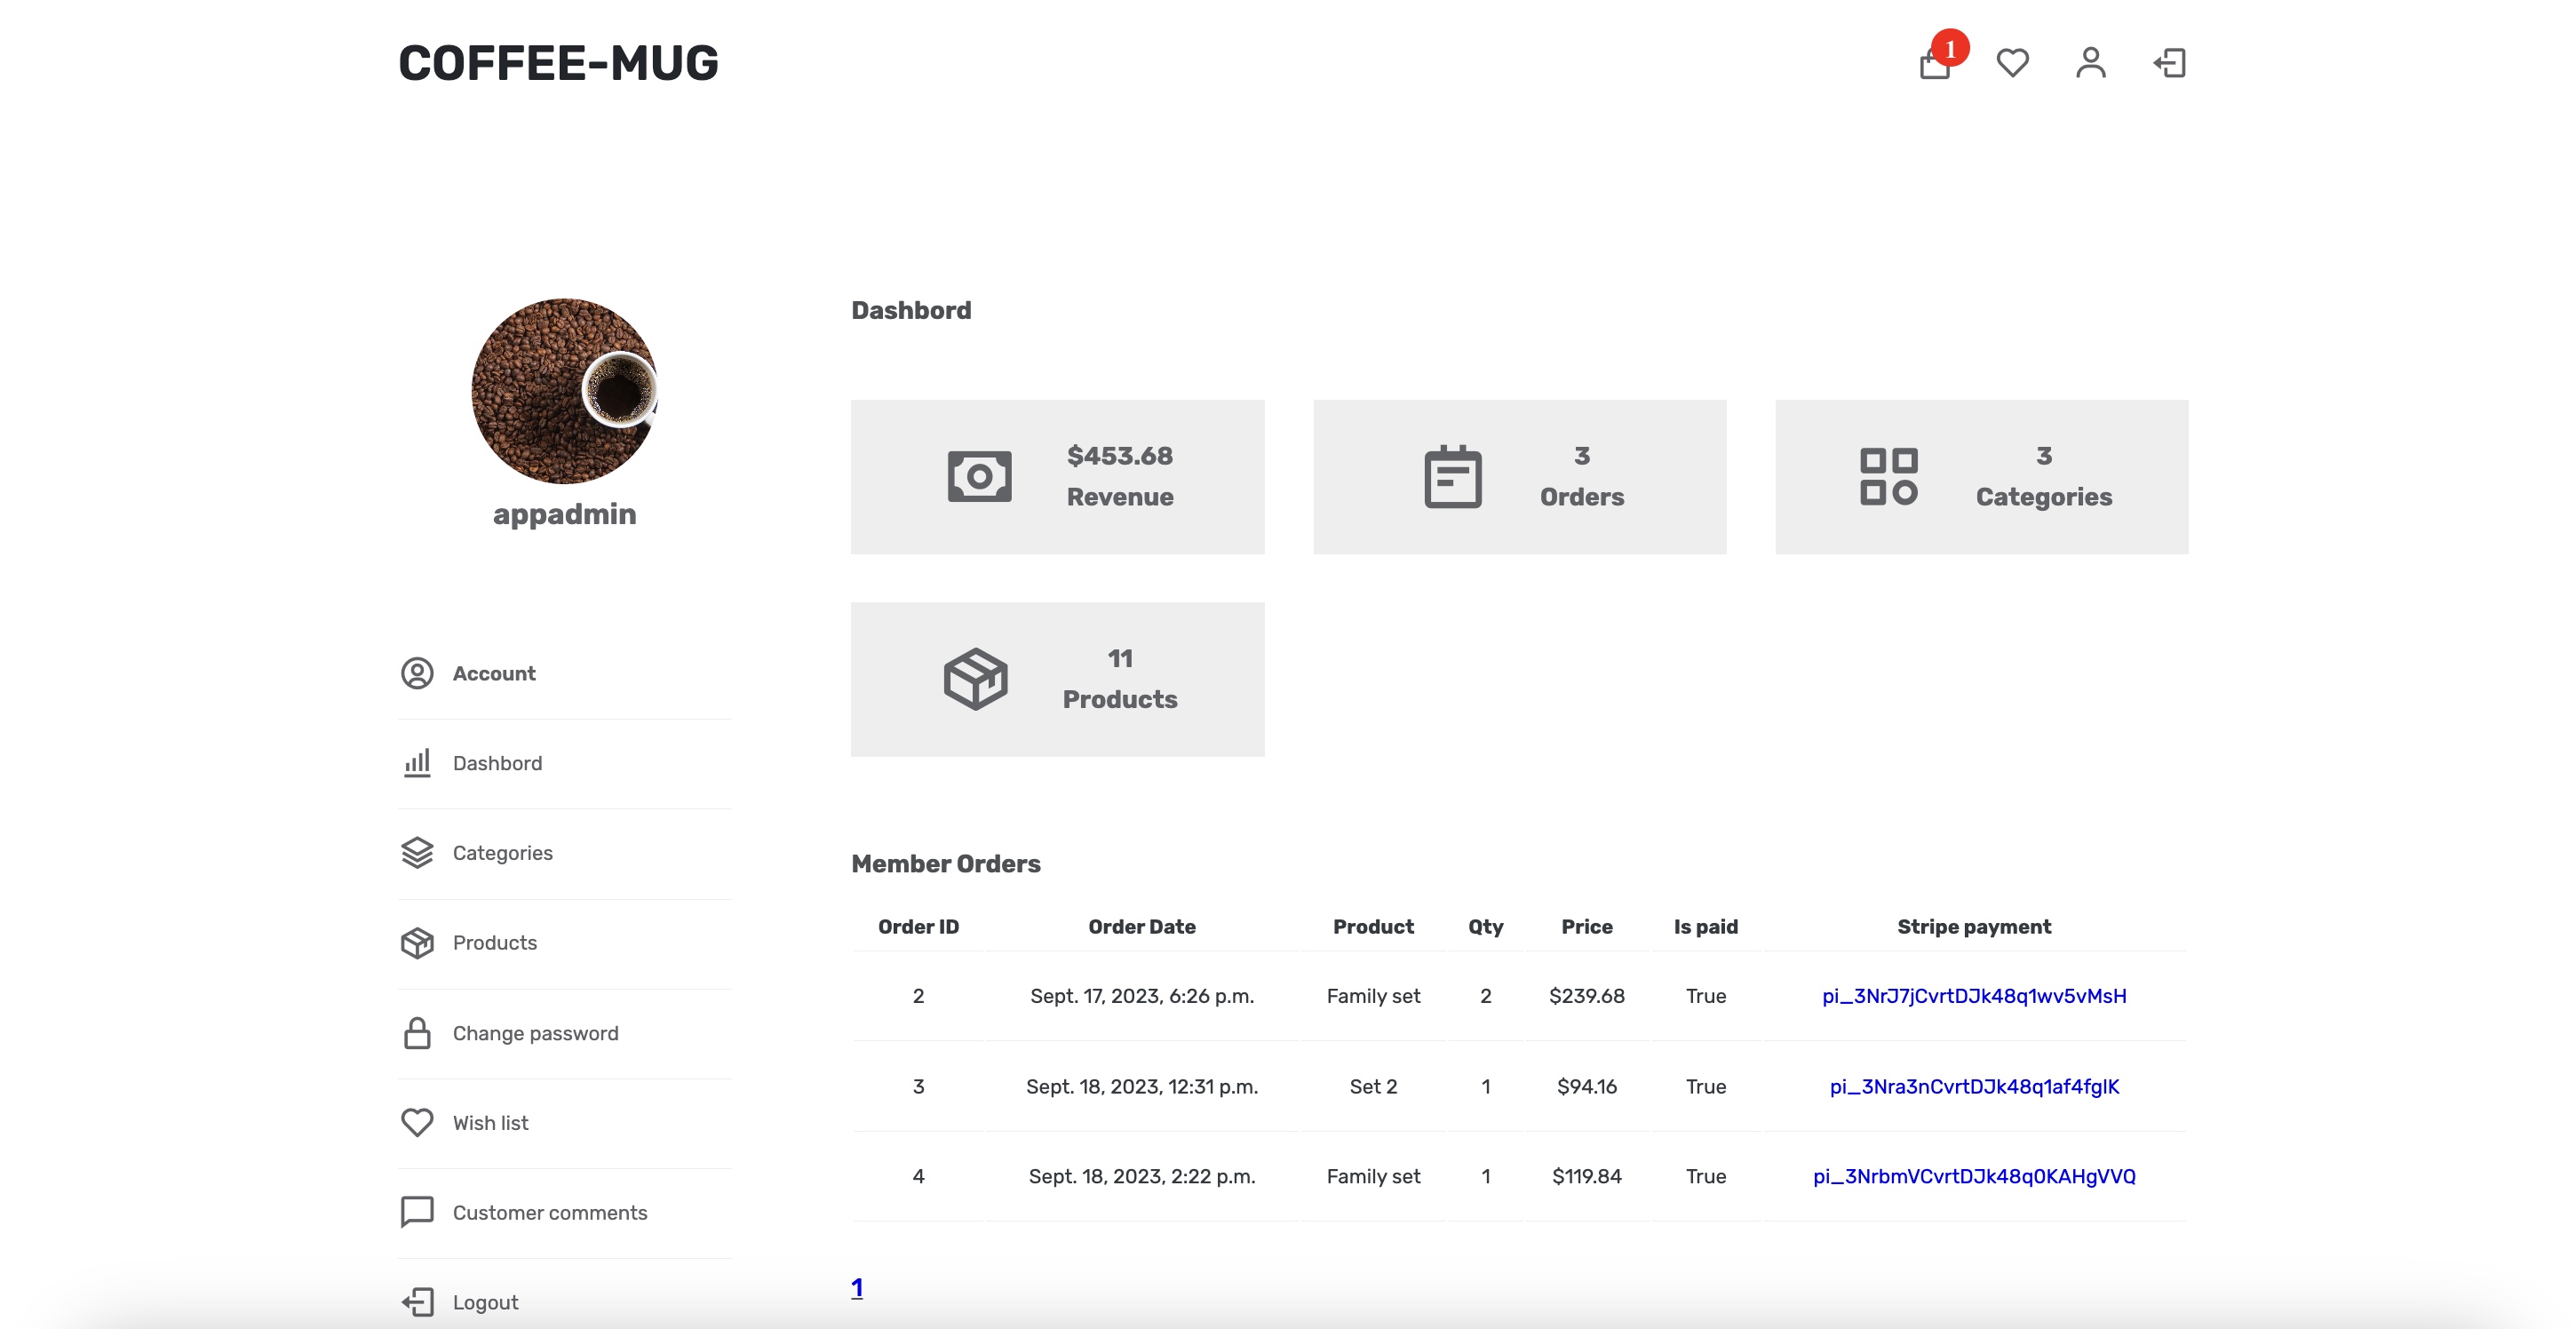 COFFEE-MUG
1
appadmin
Account
Dashbord
Categories
Products
Change password
Wish list
Customer comments
Logout
Dashbord
$453.68
Revenue
3
Orders
3
Categories
11
Products
Member Orders
Order ID Order Date Product Qty Price Is paid Stripe payment
2 Sept. 17, 2023, 6:26 p.m. Family set 2 $239.68 True pi_3NrJ7jCvrtDJk48q1wv5vMsH
3 Sept. 18, 2023, 12:31 p.m. Set 2 1 $94.16 True pi_3Nra3nCvrtDJk48q1af4fglK
4 Sept. 18, 2023, 2:22 p.m. Family set 1 $119.84 True pi_3NrbmVCvrtDJk48q0KAHgVVQ
1